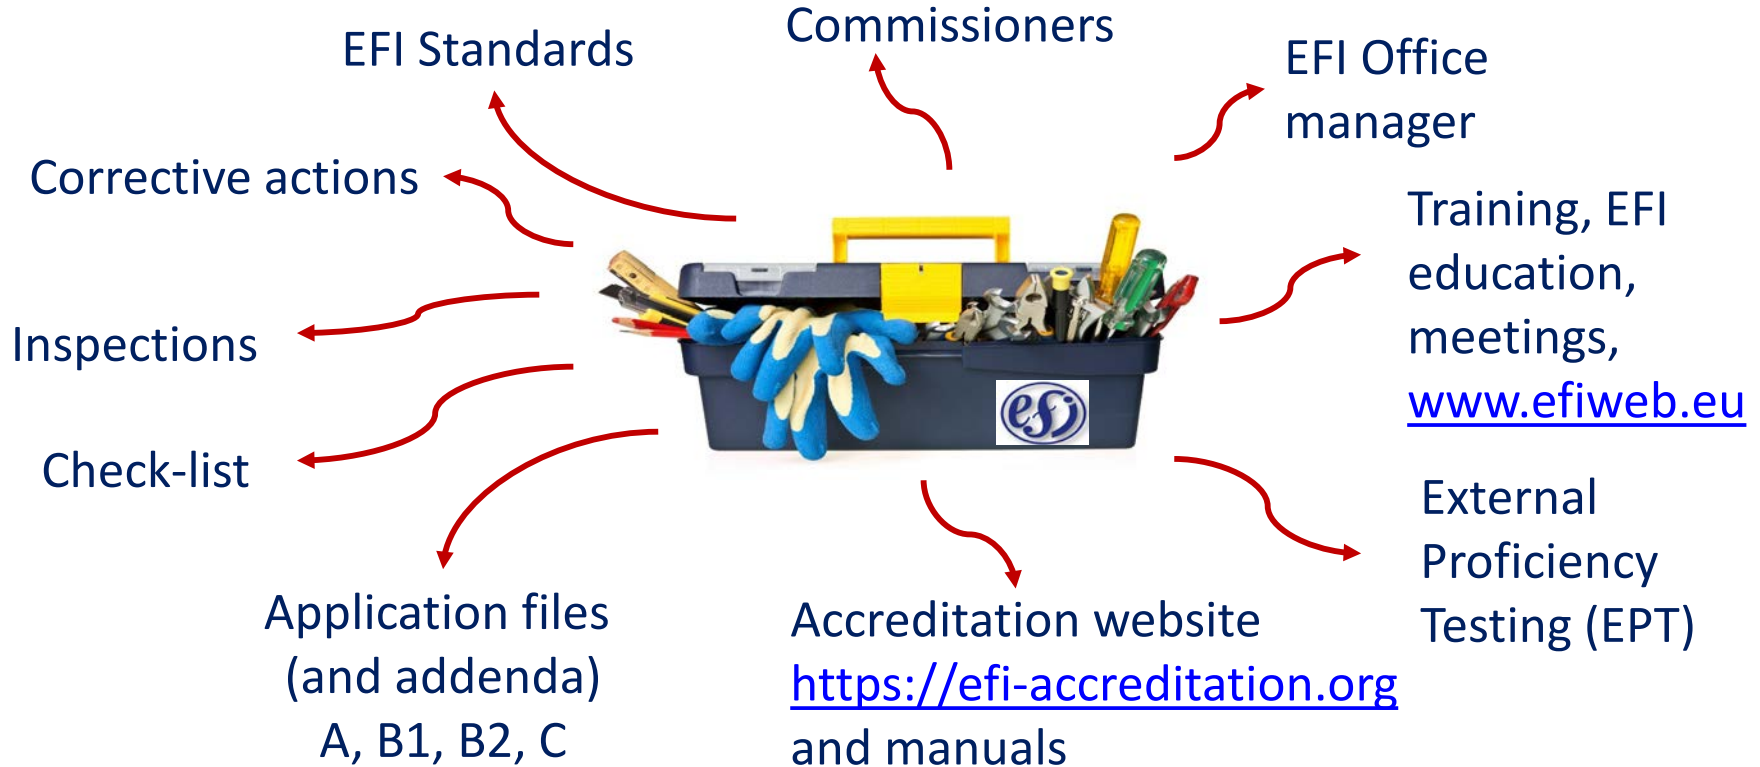 Commissioners
EFI Standards
EFI Office
manager
Corrective actions
Training, EFI
education,
meetings,
www.efiweb.eu
Inspections
efi
Check-list
External
Proficiency
Testing (EPT)
Application files
(and addenda)
A, B1, B2, C
Accreditation website
https://efi-accreditation.org
and manuals